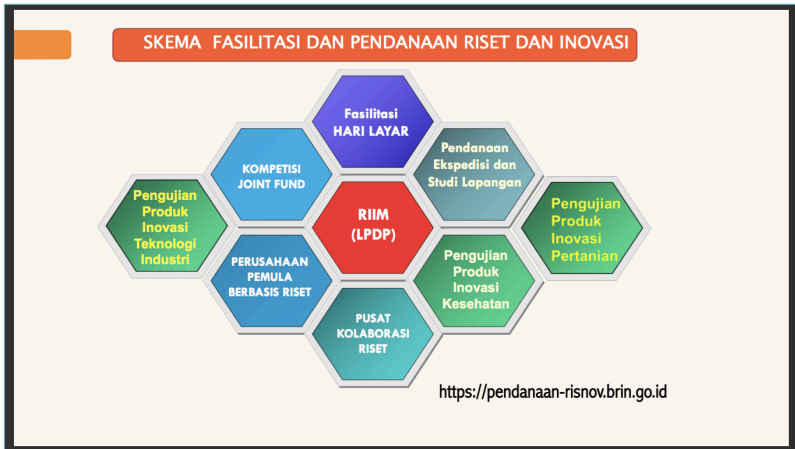 SKEMA FASILITASI DAN PENDANAAN RISET DAN INOVASI
Fasilitasi
HARI LAYAR
KOMPETISI
JOINT FUND
Pendanaan
Ekspedisi dan
Studi Lapangan
Pengujian
Produk
Inovasi
Teknologi
Industri
RIIM
(LPDP)
Pengujian
Produk
Inovasi
Pertanian
PERUSAHAAN
PEMULA
BERBASIS RISET
Pengujian
Produk
Inovasi
Kesehatan
PUSAT
KOLABORASI
RISET
https://pendanaan-risnov.brin.go.id